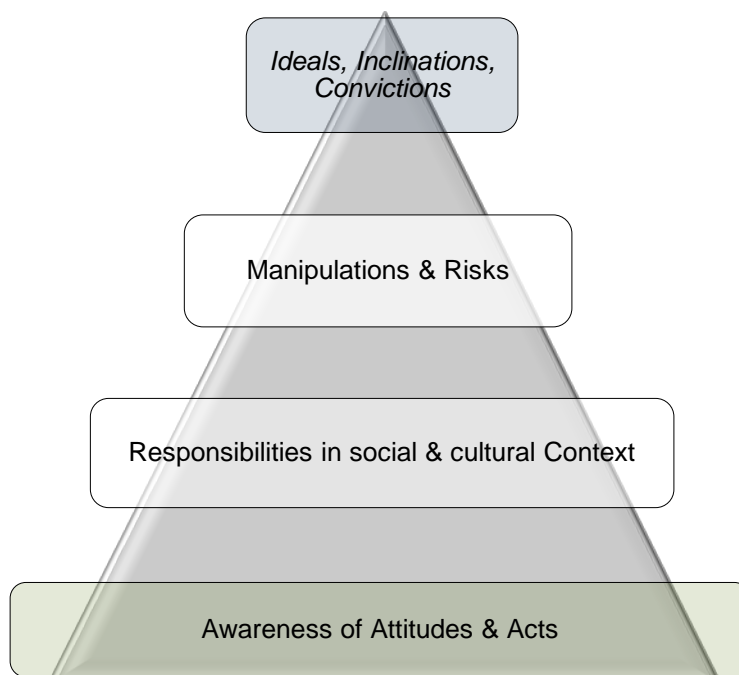 Ideals, Inclinations,
Convictions
Manipulations & Risks
Responsibilities in social & cultural Context
Awareness of Attitudes & Acts